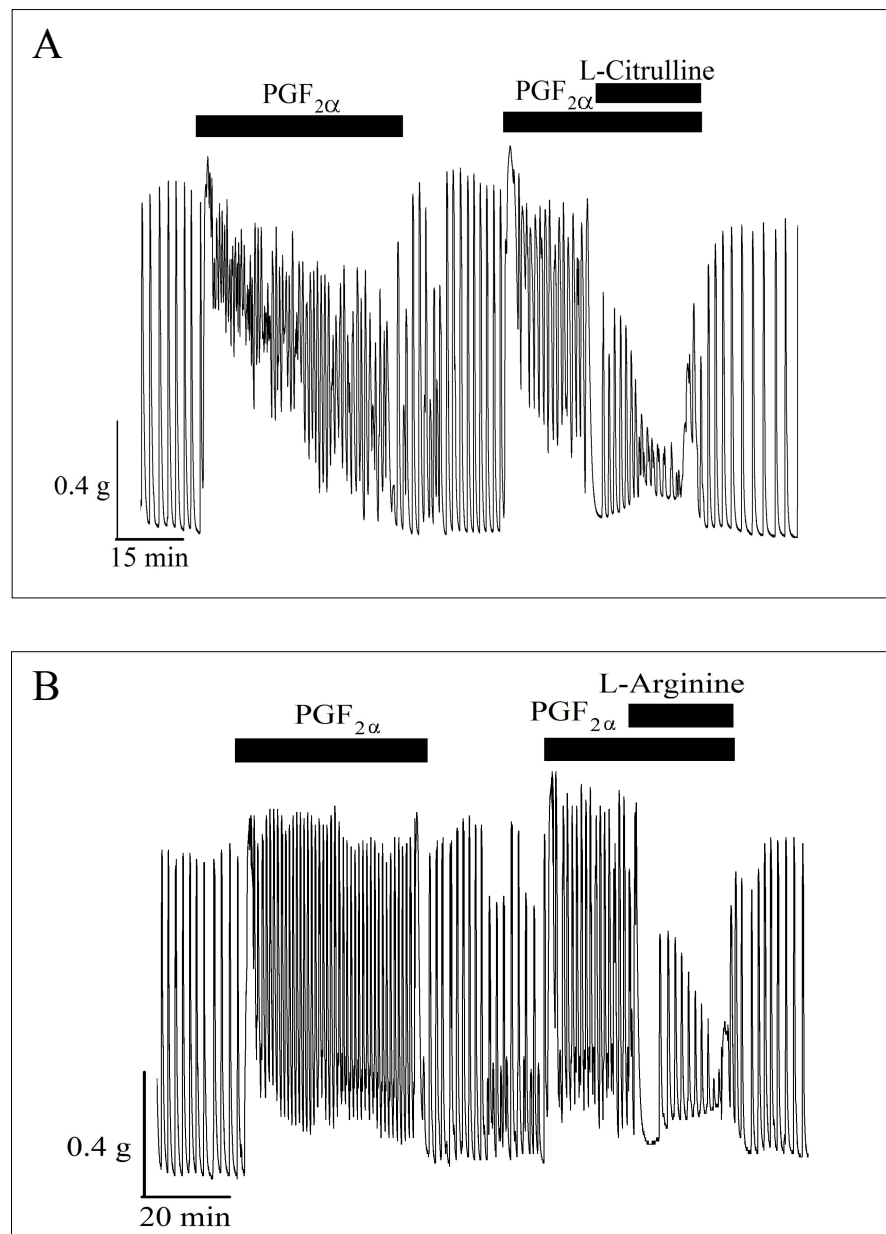 A
L-Citrulline
PGF2α PGF2α
0.4 g
15 min
B
L-Arginine
PGF2α PGF2α
0.4 g
20 min